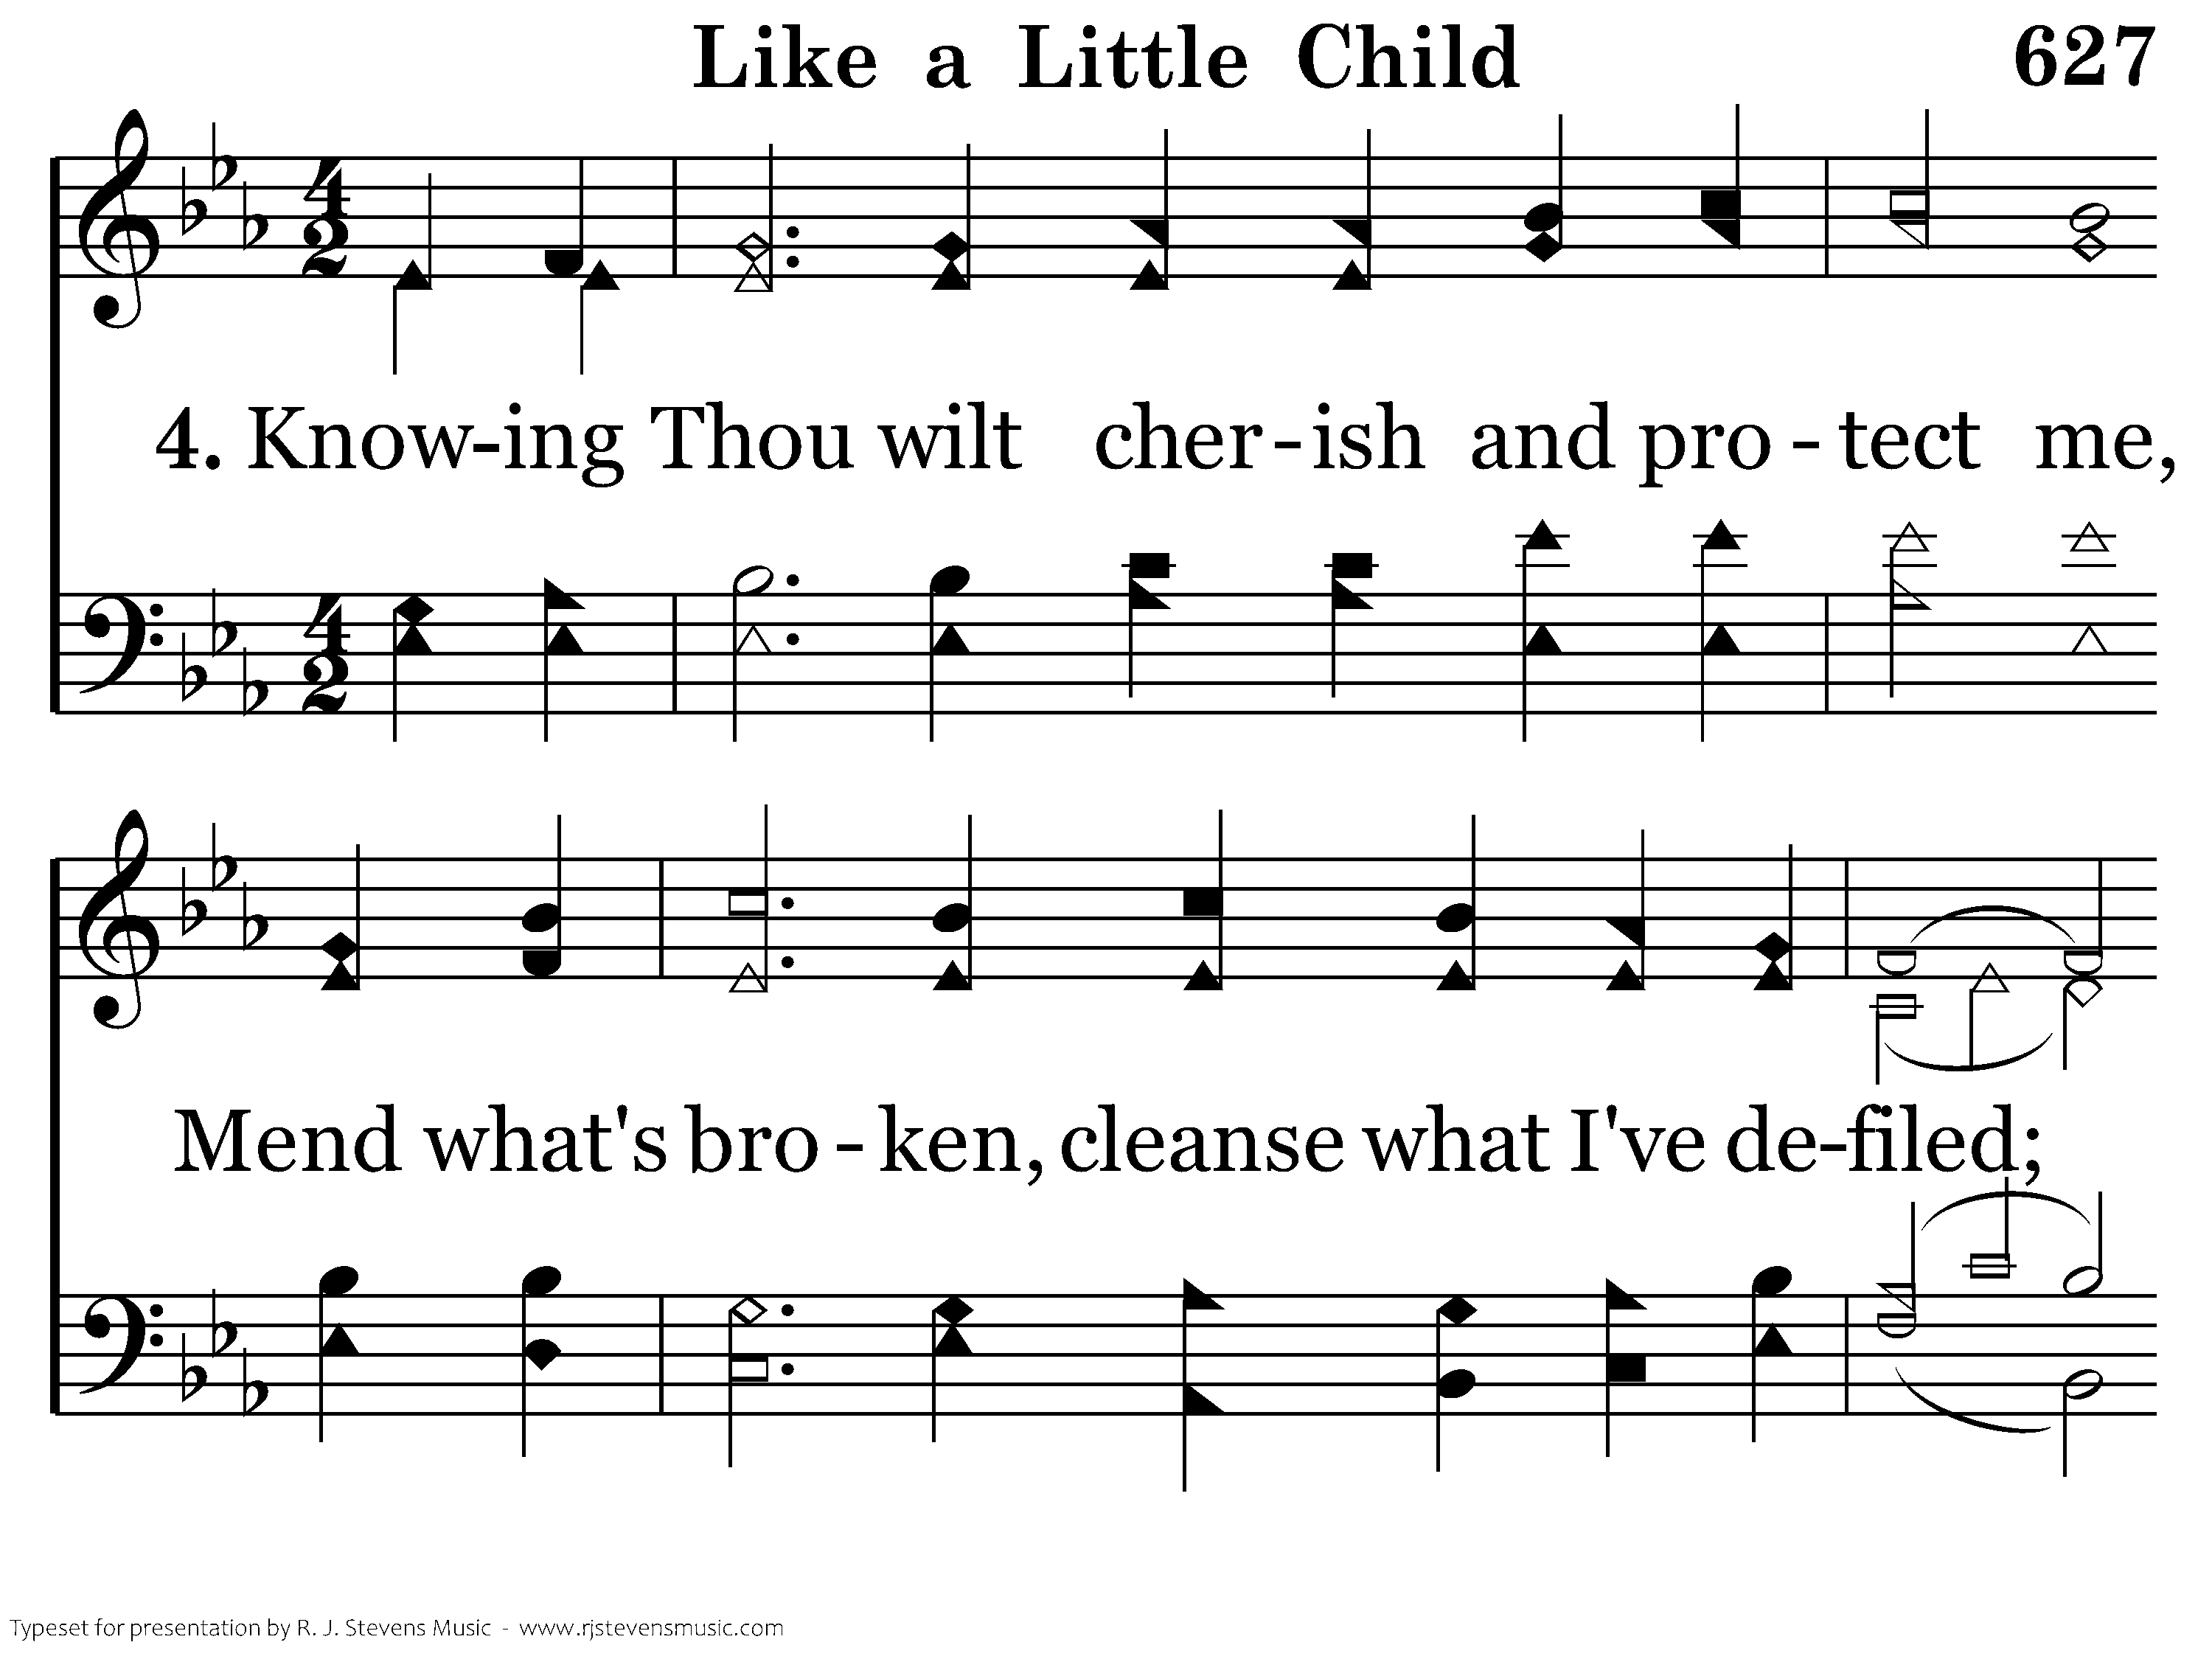 Like a Little Child 627
4. Know-ing Thou wilt cher-ish and pro-tect me,
Mend what's bro-ken, cleanse what I've de-filed;
Typeset for presentation by R. J. Stevens Music - www.rjstevensmusic.com